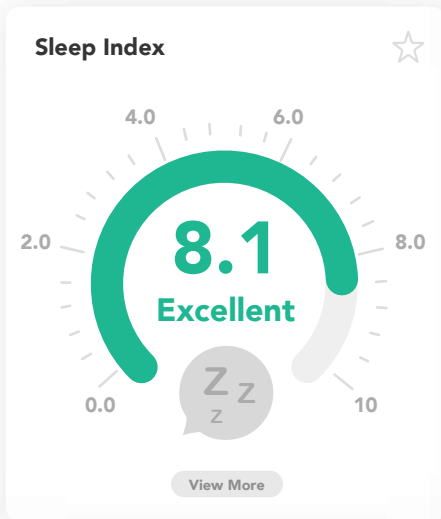 Sleep Index
4.0
6.0
2.0
8.0
8.1
Excellent
0.0
10
Z
Z
Z
View More